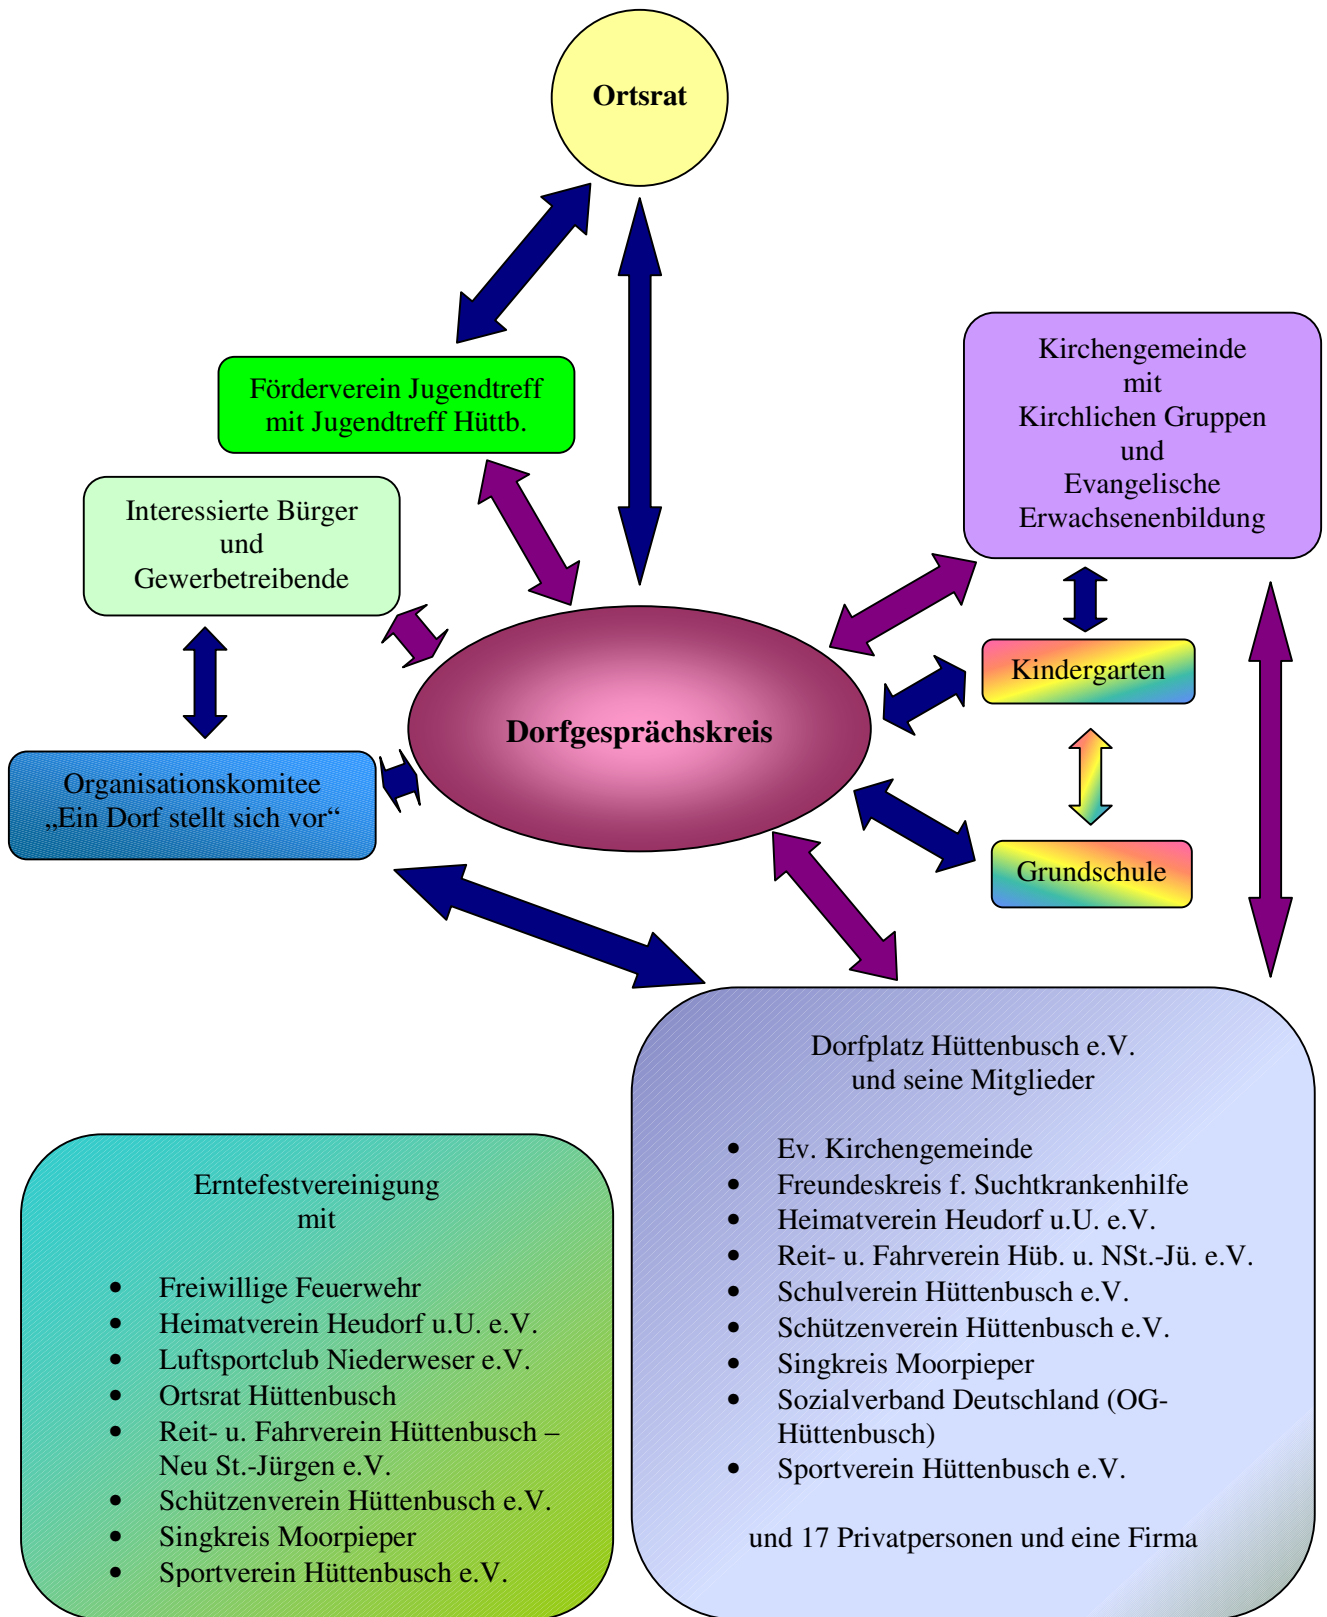 Ortsrat
Förderverein Jugendtreff
mit Jugendtreff Hüttb.
Kirchengemeinde
mit
Kirchlichen Gruppen
und
Evangelische
Erwachsenenbildung
Interessierte Bürger
und
Gewerbetreibende
Kindergarten
Dorfgesprächskreis
Organisationskomitee
„Ein Dorf stellt sich vor“
Grundschule
Dorfplatz Hüttenbusch e.V.
und seine Mitglieder
• Ev. Kirchengemeinde
• Freundeskreis f. Suchtkrankenhilfe
• Heimatverein Heudorf u.U. e.V.
• Reit- u. Fahrverein Hüb. u. NSt.-Jü. e.V.
• Schulverein Hüttenbusch e.V.
• Schützenverein Hüttenbusch e.V.
• Singkreis Moorpieper
• Sozialverband Deutschland (OG-
Hüttenbusch)
• Sportverein Hüttenbusch e.V.
und 17 Privatpersonen und eine Firma
Erntefestvereinigung
mit
• Freiwillige Feuerwehr
• Heimatverein Heudorf u.U. e.V.
• Luftsportclub Niederweser e.V.
• Ortsrat Hüttenbusch
• Reit- u. Fahrverein Hüttenbusch –
Neu St.-Jürgen e.V.
• Schützenverein Hüttenbusch e.V.
• Singkreis Moorpieper
• Sportverein Hüttenbusch e.V.